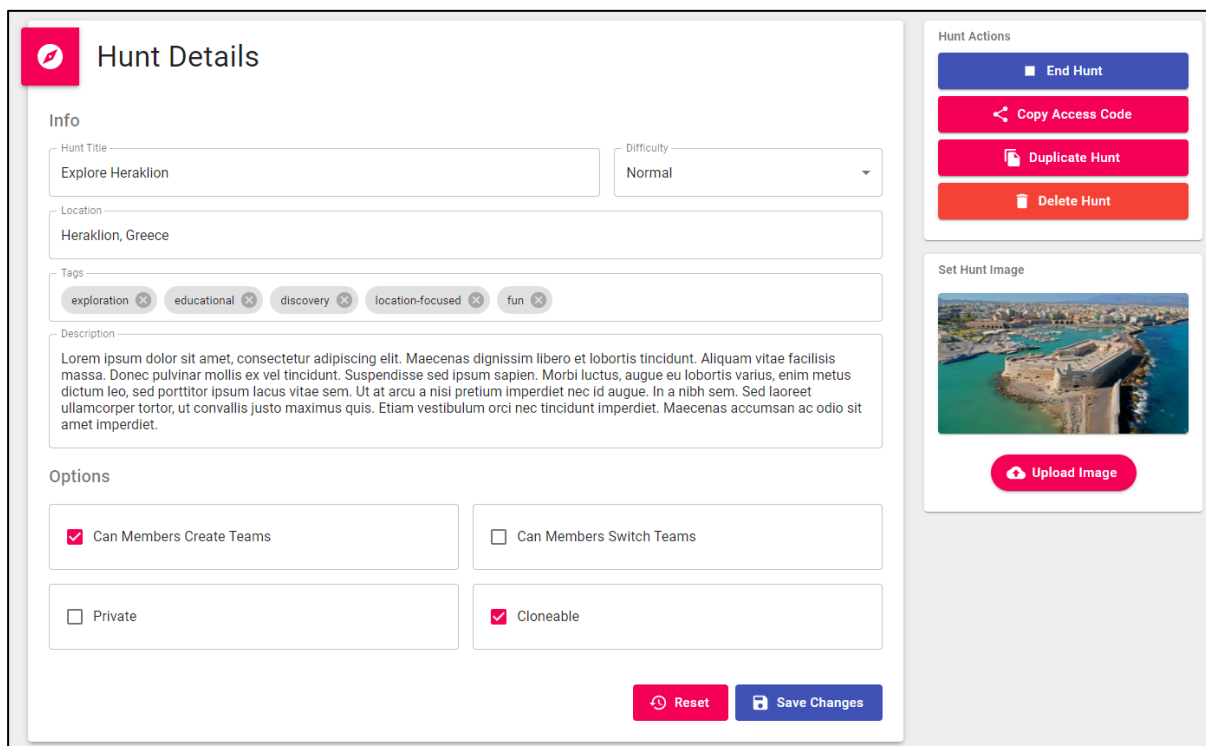 Hunt Details
Info
Hunt Title
Explore Heraklion
Difficulty
Normal
Location
Heraklion, Greece
Tags
exploration
educational
discovery
location-focused
fun
Description
Lorem ipsum dolor sit amet, consectetur adipiscing elit. Maecenas dignissim libero et lobortis tincidunt. Aliquam vitae facilisis
massa. Donec pulvinar mollis ex vel tincidunt. Suspendisse sed ipsum sapien. Morbi luctus, augue eu lobortis varius, enim metus
dictum leo, sed porttitor ipsum lacus vitae sem. Ut at arcu a nisi pretium imperdiet nec id augue. In a nibh sem. Sed laoreet
ullamcorper tortor, ut convallis justo maximus quis. Etiam vestibulum orci nec tincidunt imperdiet. Maecenas accumsan ac odio sit
amet imperdiet.
Options
Can Members Create Teams
Can Members Switch Teams
Private
Cloneable
Reset
Save Changes
Hunt Actions
End Hunt
Copy Access Code
Duplicate Hunt
Delete Hunt
Set Hunt Image
Upload Image